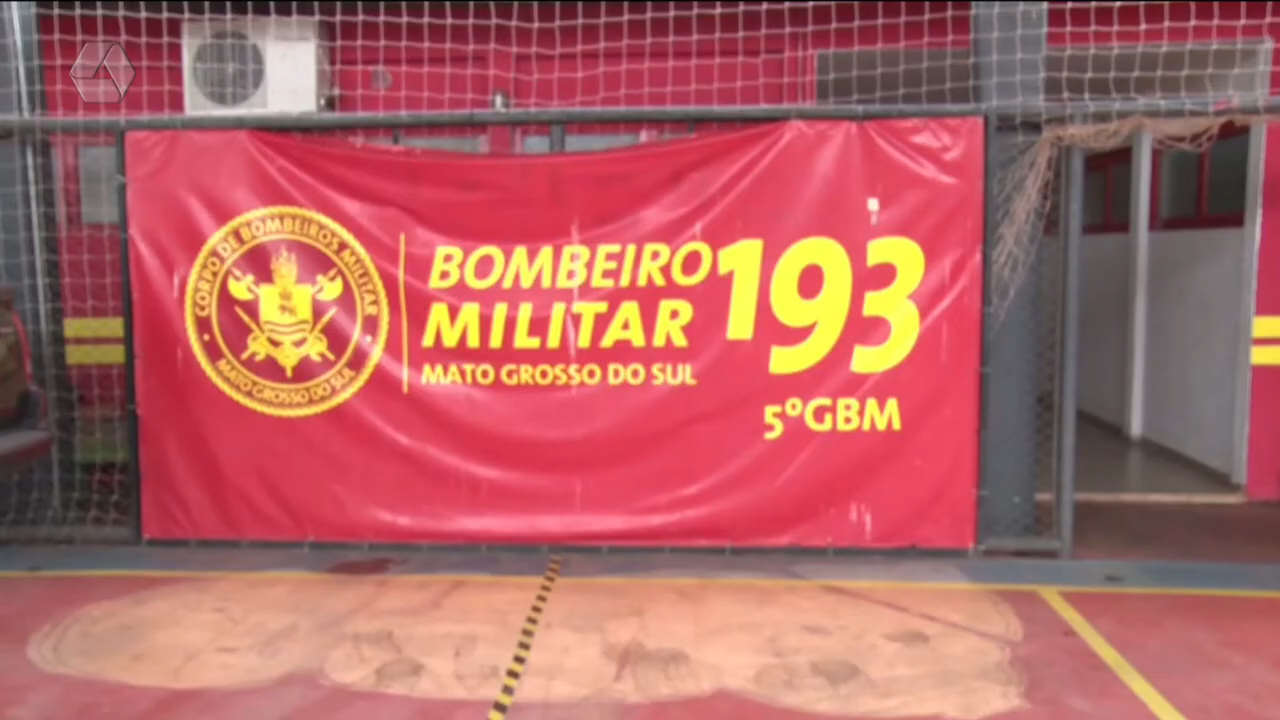 CORPO DE BOMBEIROS MILITAR
MATO GROSSO DO SUL
BOMBEIRO
MILITAR
MATO GROSSO DO SUL
193
5ºGBM